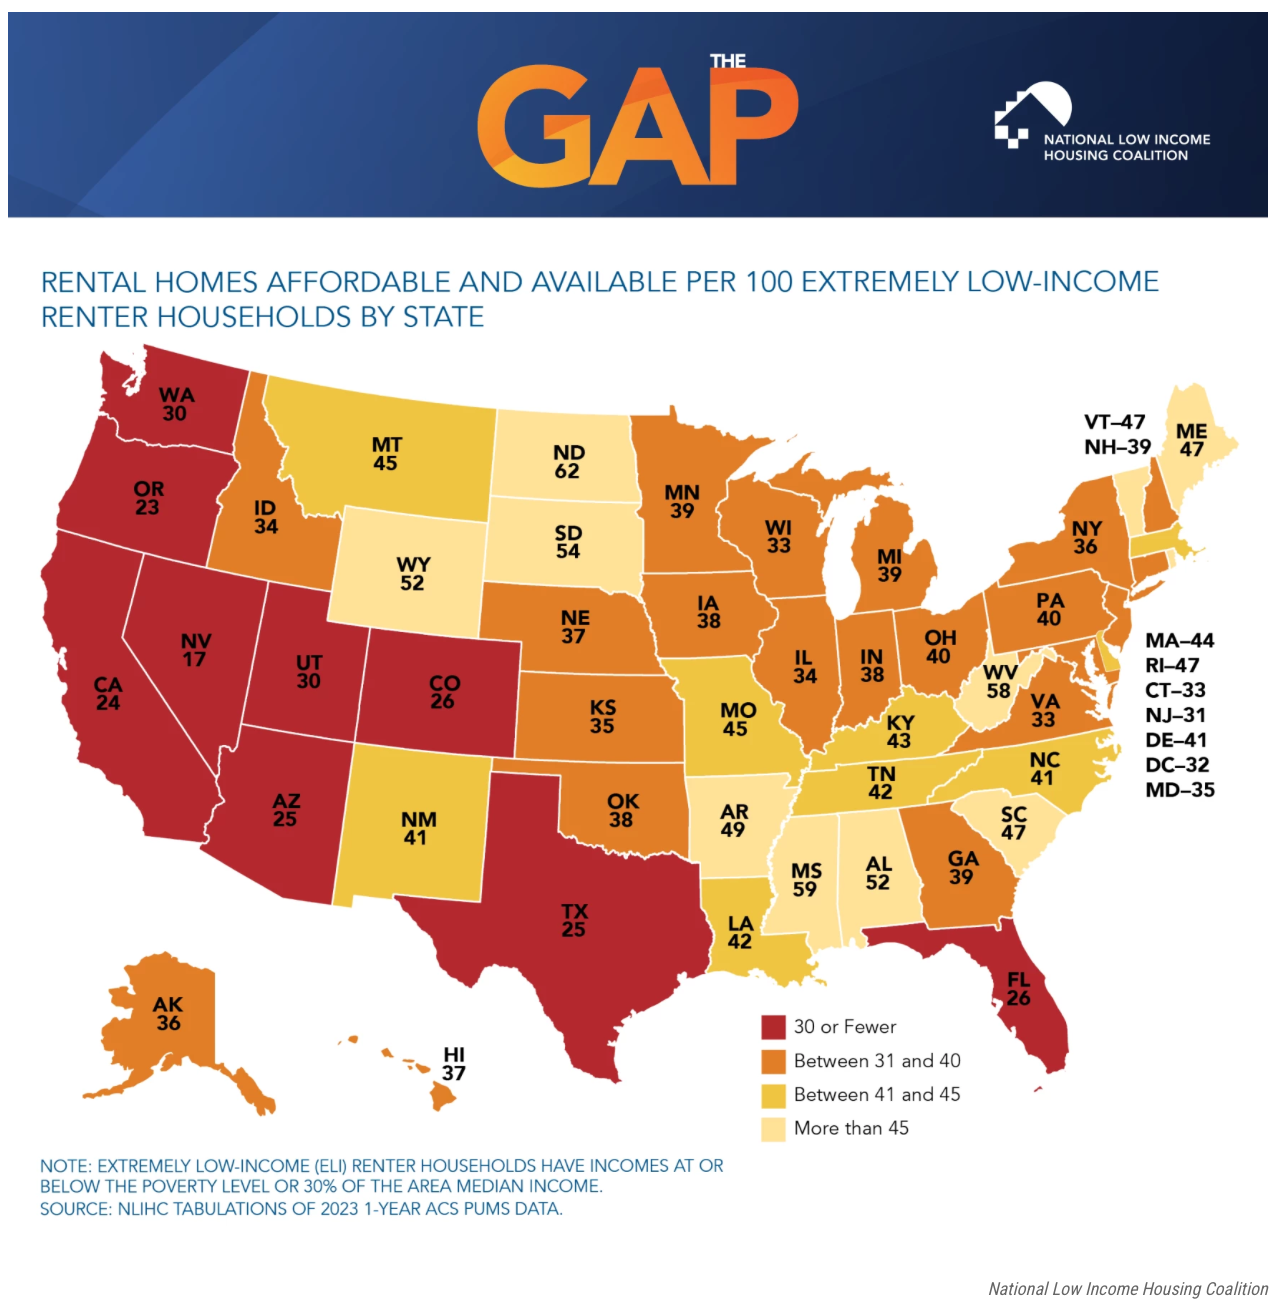 THE
GAP
NATIONAL LOW INCOME
HOUSING COALITION
RENTAL HOMES AFFORDABLE AND AVAILABLE PER 100 EXTREMELY LOW-INCOME
RENTER HOUSEHOLDS BY STATE
WA
30
OR
23
CA
24
NV
17
ID
34
MT
45
WY
52
UT
30
CO
26
AZ
25
NM
41
ND
62
SD
54
NE
37
KS
35
OK
38
TX
25
MN
39
IA
38
MO
45
AR
49
LA
42
WI
33
IL
34
MI
39
IN
38
OH
40
KY
43
TN
42
MS
59
AL
52
GA
39
FL
26
SC
47
NC
41
VA
33
WV
58
PA
40
NY
36
VT–47
NH–39
ME
47
MA–44
RI–47
CT–33
NJ–31
DE–41
DC–32
MD–35
AK
36
HI
37
30 or Fewer
Between 31 and 40
Between 41 and 45
More than 45
NOTE: EXTREMELY LOW-INCOME (ELI) RENTER HOUSEHOLDS HAVE INCOMES AT OR
BELOW THE POVERTY LEVEL OR 30% OF THE AREA MEDIAN INCOME.
SOURCE: NLIHC TABULATIONS OF 2023 1-YEAR ACS PUMS DATA.
National Low Income Housing Coalition